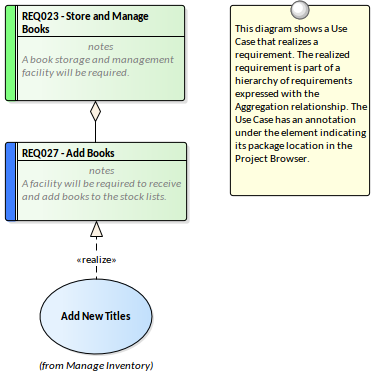 REQ023 - Store and Manage
Books
notes
A book storage and management
facility will be required.
REQ027 - Add Books
notes
A facility will be required to receive
and add books to the stock lists.
«realize»
Add New Titles
(from Manage Inventory)
This diagram shows a Use
Case that realizes a
requirement. The realized
requirement is part of a
hierarchy of requirements
expressed with the
Aggregation relationship. The
Use Case has an annotation
under the element indicating
its package location in the
Project Browser.